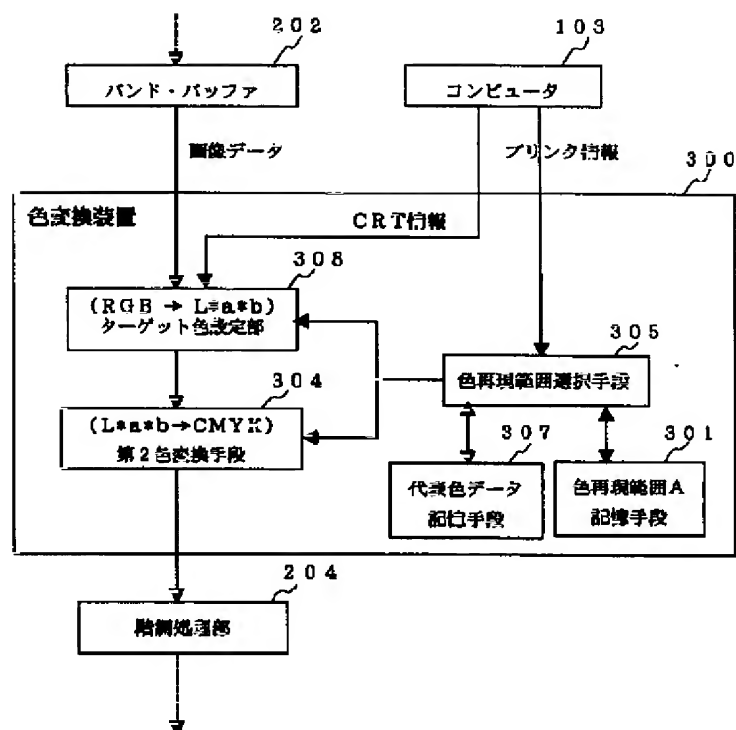 202
103
バンド・バッファ
コンピュータ
画像データ
プリンタ情報
300
色変換装置
CRT情報
308
(RGB → L*a*b)
ターゲット色設定部
305
色再現範囲選択手段
304
(L*a*b→CMYK)
第2色変換手段
307
301
代表色データ
記憶手段
色再現範囲A
記憶手段
204
階調処理部